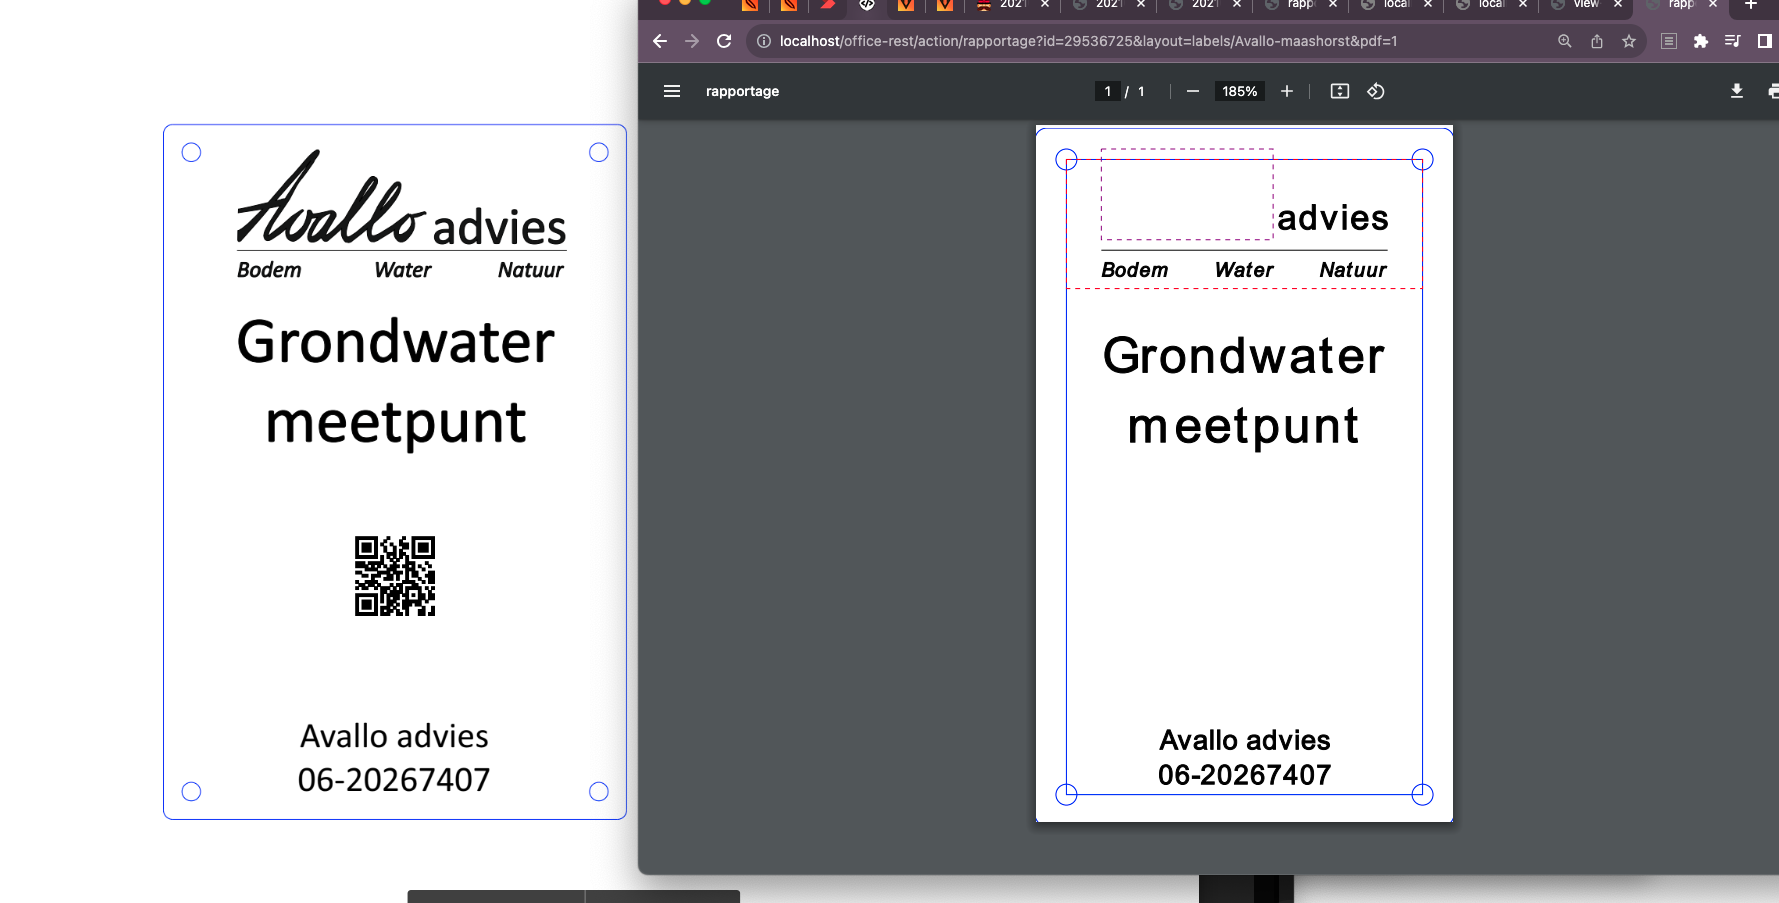 2021
2021
2021
rapp
local
local
view
rapp
localhost/office-rest/action/rapportage?id=29536725&layout=labels/Avallo-maashorst&pdf=1
rapportage
1 / 1
185%
Avallo advies
Bodem Water Natuur
Grondwater
meetpunt
Avallo advies
06-20267407
advies
Bodem Water Natuur
Grondwater
meetpunt
Avallo advies
06-20267407